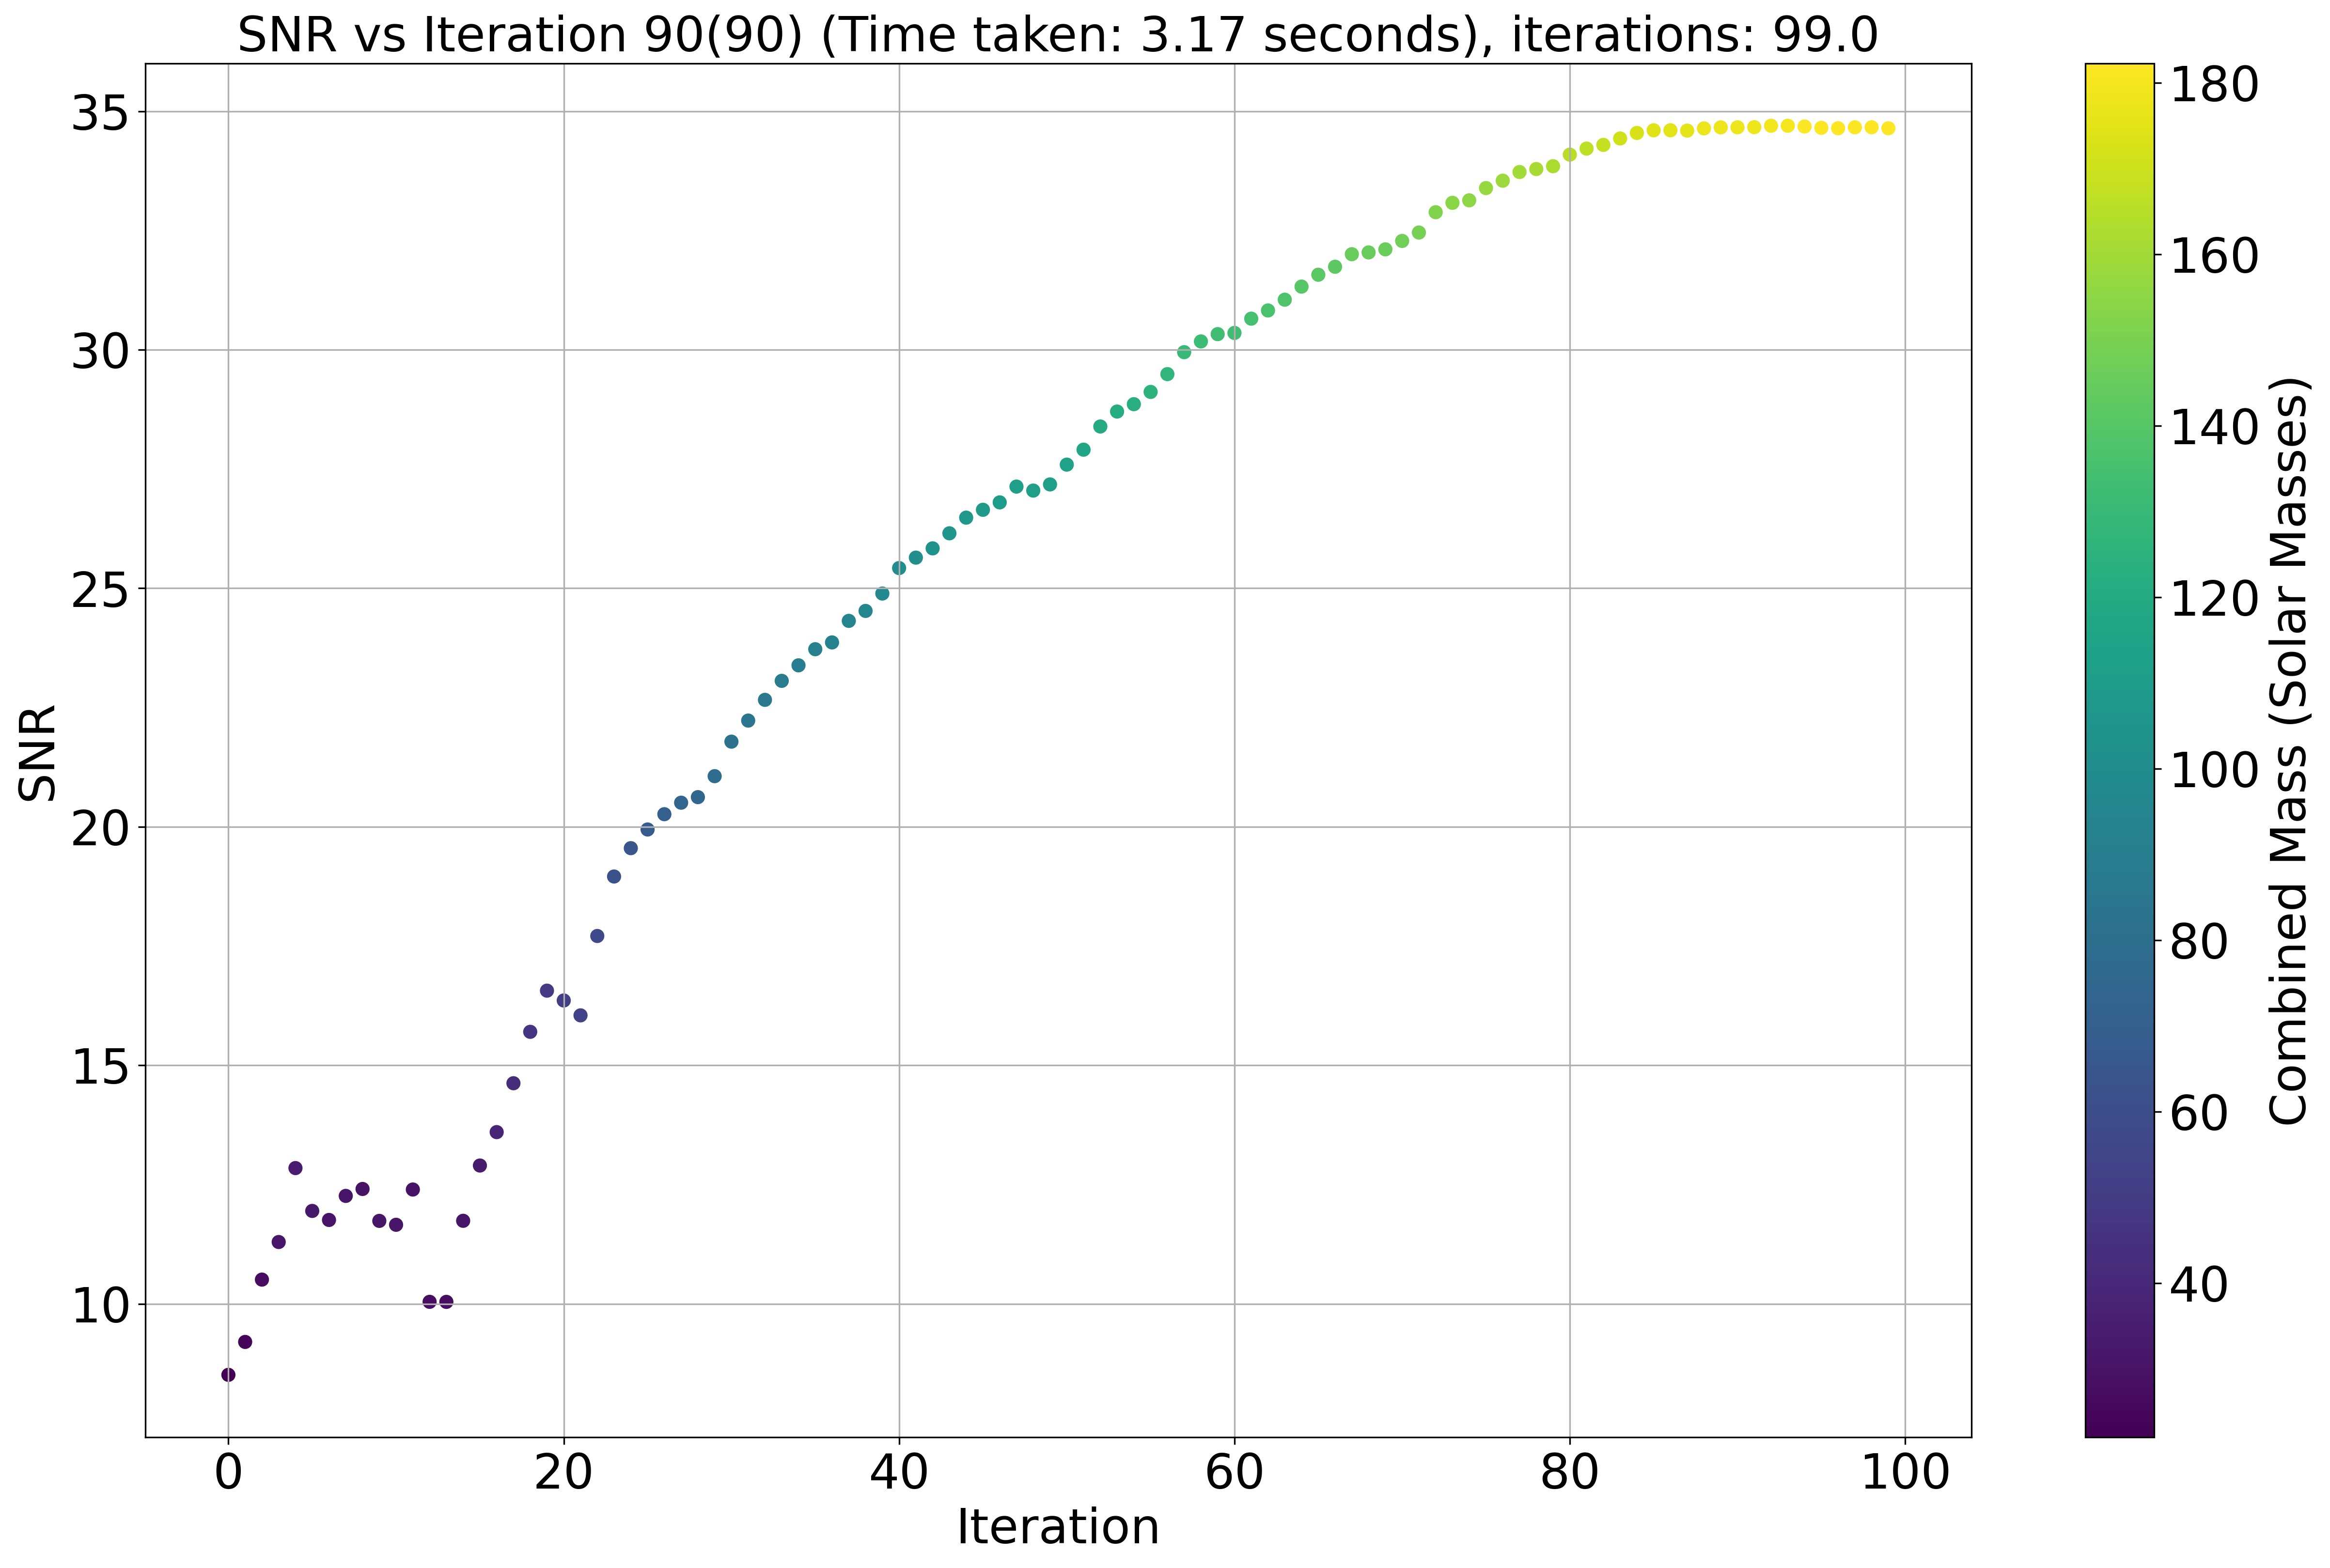 SNR vs Iteration 90(90) (Time taken: 3.17 seconds), iterations: 99.0
SNR
35
30
25
20
15
10
0 20 40 60 80 100
Iteration
180
160
140
120
100
80
60
40
Combined Mass (Solar Masses)